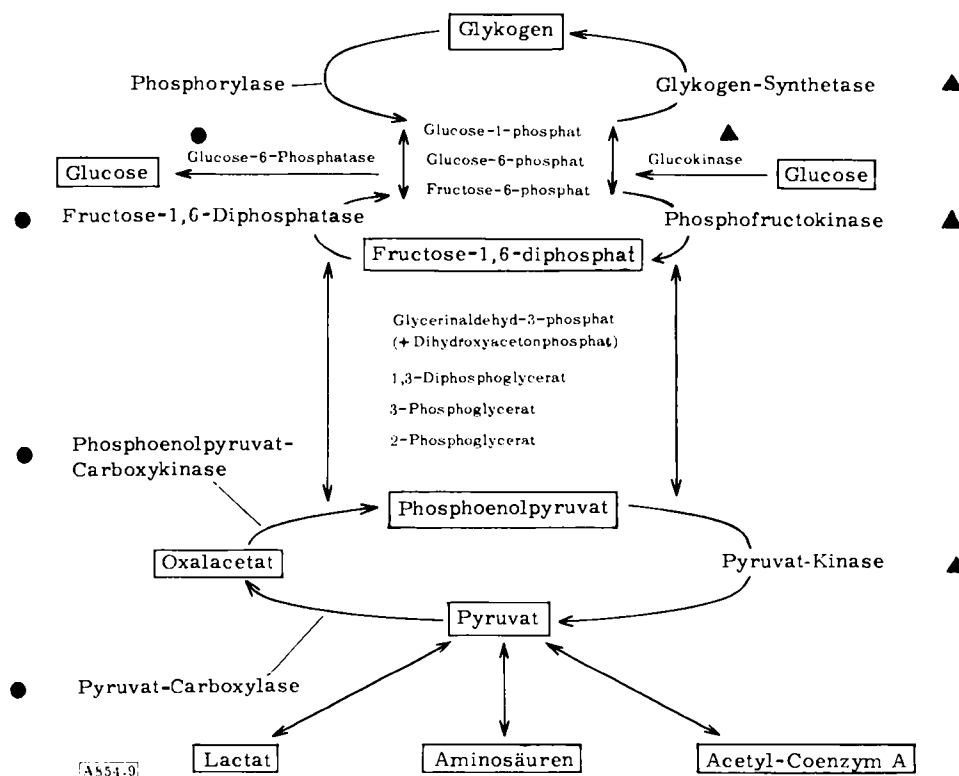 Glykogen
Phosphorylase
Glykogen-Synthetase
Glucose-1-phosphat
Glucose-6-Phosphatase
Glucose-6-phosphat
Glucokinase
Glucose
Fructose-6-phosphat
Glucose
Fructose-1,6-Diphosphatase
Phosphofructokinase
Fructose-1,6-diphosphat
Glycerinaldehyd-3-phosphat
(+ Dihydroxyacetonphosphat)
1,3-Diphosphoglycerat
3-Phosphoglycerat
2-Phosphoglycerat
Phosphoenolpyruvat-
Carboxykinase
Phosphoenolpyruvat
Oxalacetat
Pyruvat-Kinase
Pyruvat
Pyruvat-Carboxylase
Lactat
Aminosäuren
Acetyl-Coenzym A
A854-9